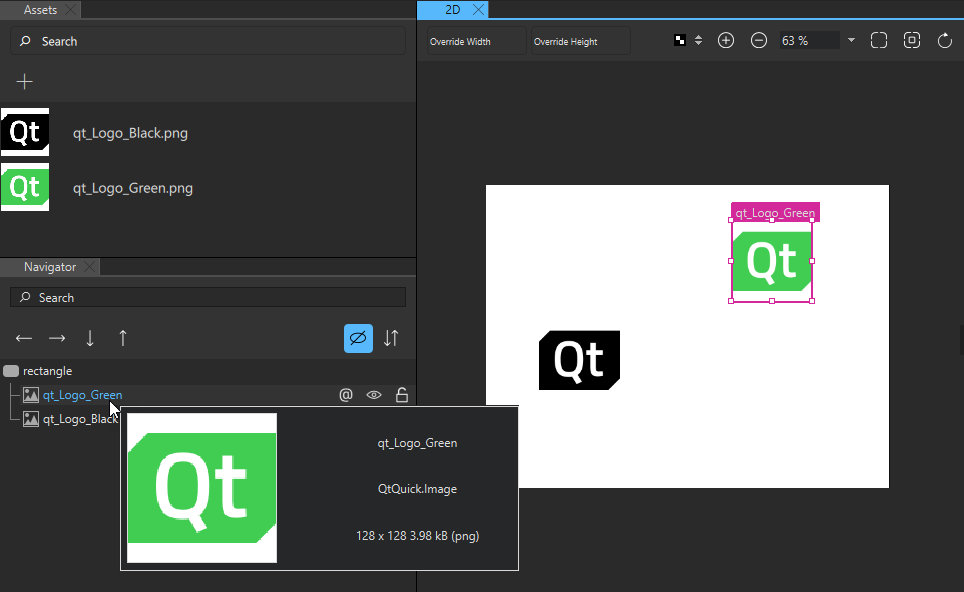 Assets
Search
Qt
qt_Logo_Black.png
Qt
qt_Logo_Green.png
Navigator
Search
rectangle
qt_Logo_Green
@
qt_Logo_Black
Qt
qt_Logo_Green
QtQuick.Image
128 x 128 3.98 kB (png)
2D
Override Width
Override Height
63 %
qt_Logo_Green
Qt
Qt